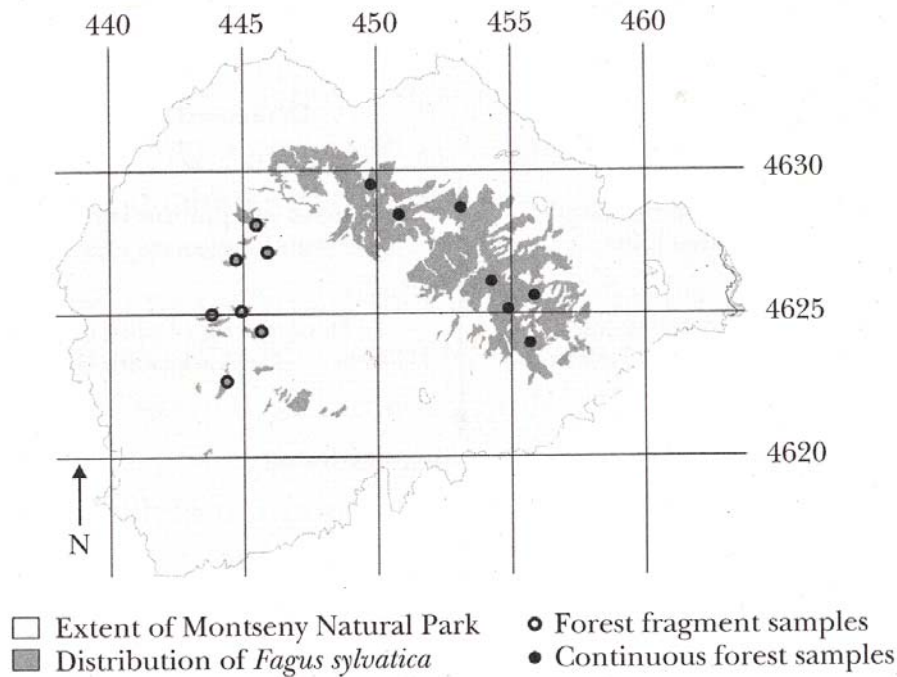 440 445 450 455 460
4630
4625
4620
N
Extent of Montseny Natural Park
Distribution of Fagus sylvatica
Forest fragment samples
Continuous forest samples